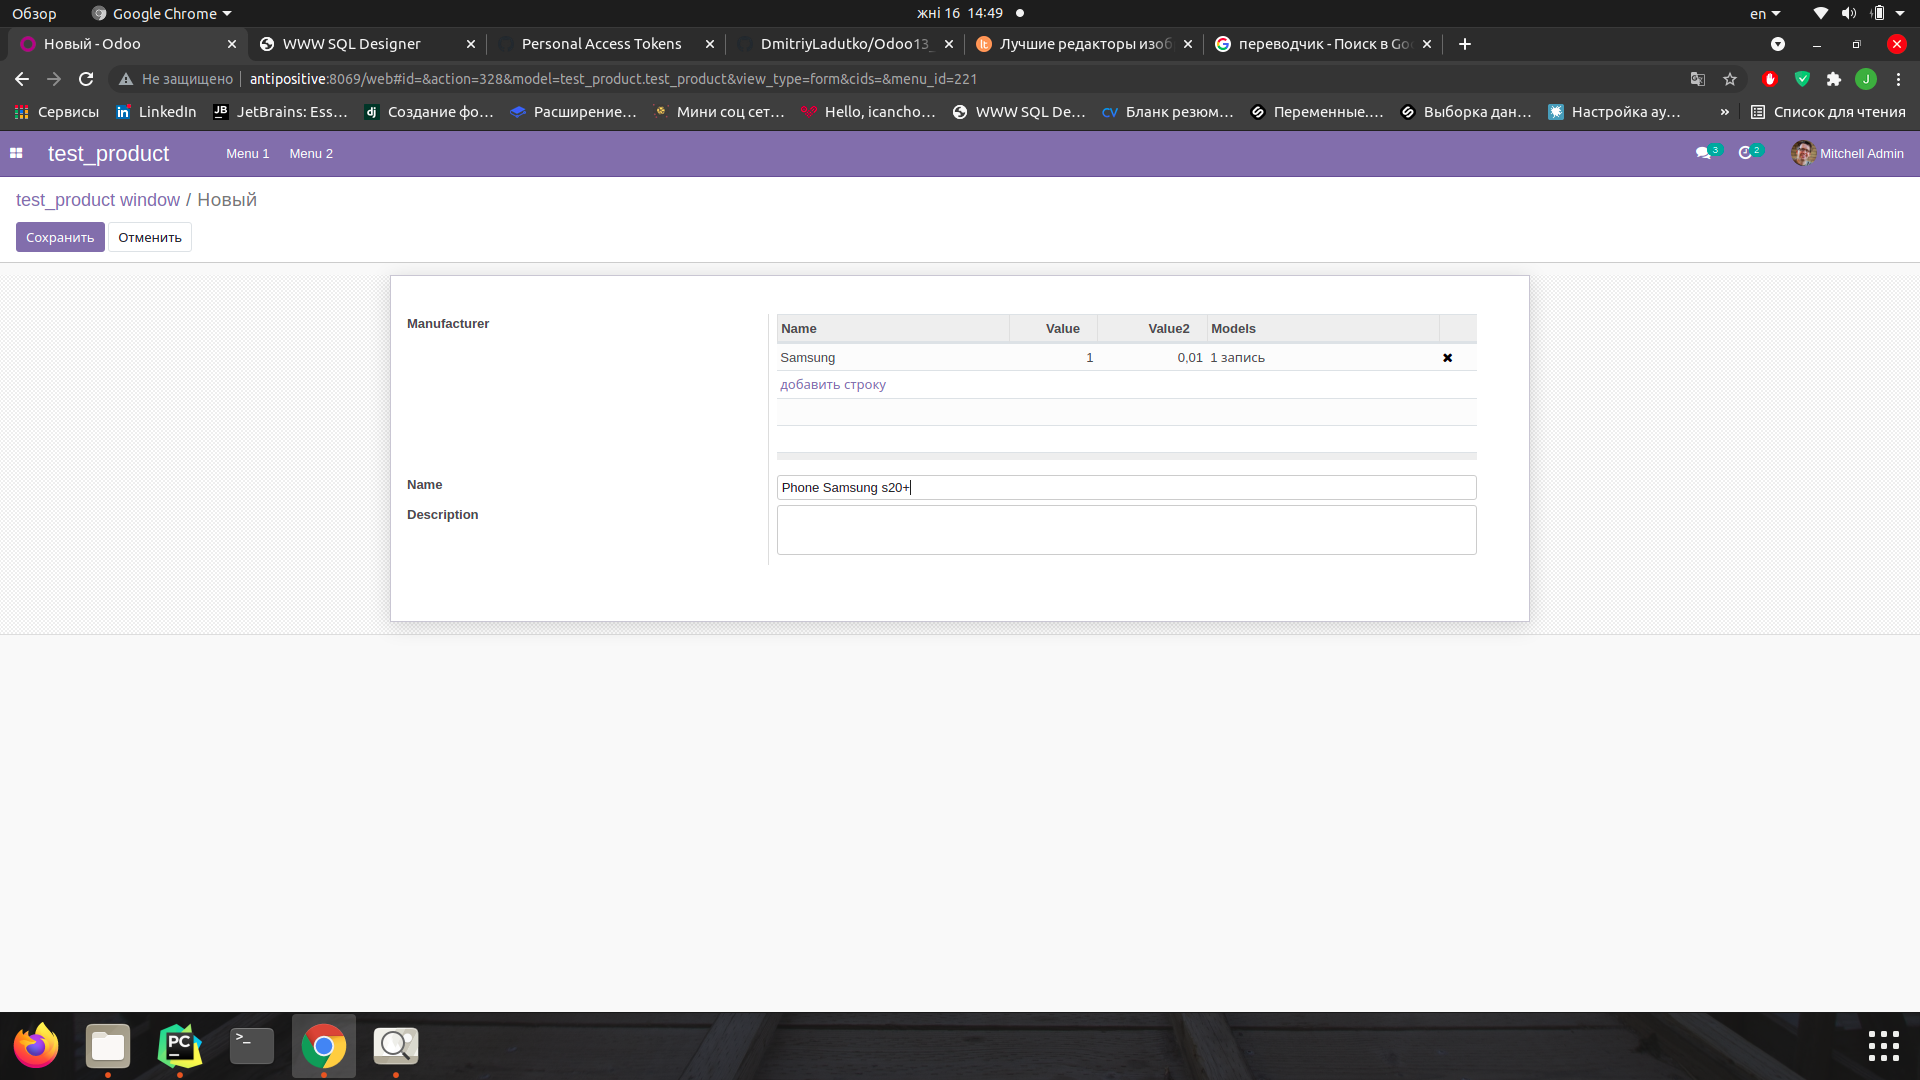 Обзор
Google Chrome
жні 16 14:49
en
Новый - Odoo
WWW SQL Designer
Personal Access Tokens
DmitriyLadutko/Odoo13_
Лучшие редакторы изоб
переводчик - Поиск в Goo
Не защищено
antipositive:8069/web#id=&action=328&model=test_product.test_product&view_type=form&cids=&menu_id=221
J
Сервисы
LinkedIn
JetBrains: Ess...
Создание фо...
Расширение...
Мини соц сет...
Hello, icancho...
WWW SQL De...
CV
Бланк резюм...
Переменные....
Выборка дан...
Настройка ау...
»
Список для чтения
test_product
Menu 1
Menu 2
3
2
Mitchell Admin
test_product window / Новый
Сохранить
Отменить
Manufacturer
Name Value Value2 Models
Samsung 1 0,01 1 запись
добавить строку
Name
Phone Samsung s20+
Description
PC
>_